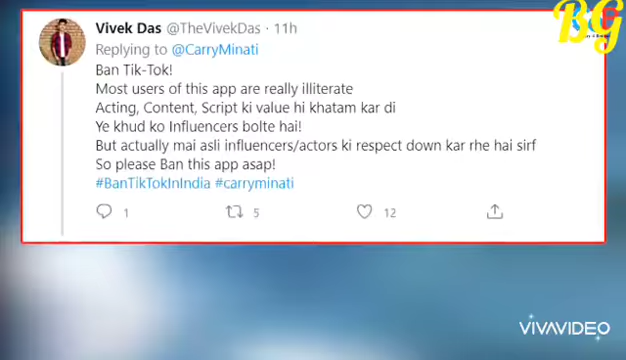 BG
Vivek Das @TheVivekDas · 11h
Replying to @CarryMinati
Ban Tik-Tok!
Most users of this app are really illiterate
Acting, Content, Script ki value hi khatam kar di
Ye khud ko Influencers bolte hai!
But actually mai asli influencers/actors ki respect down kar rhe hai sirf
So please Ban this app asap!
#BanTikTokInIndia #carryminati
1 5 12
VIVAVIDEO